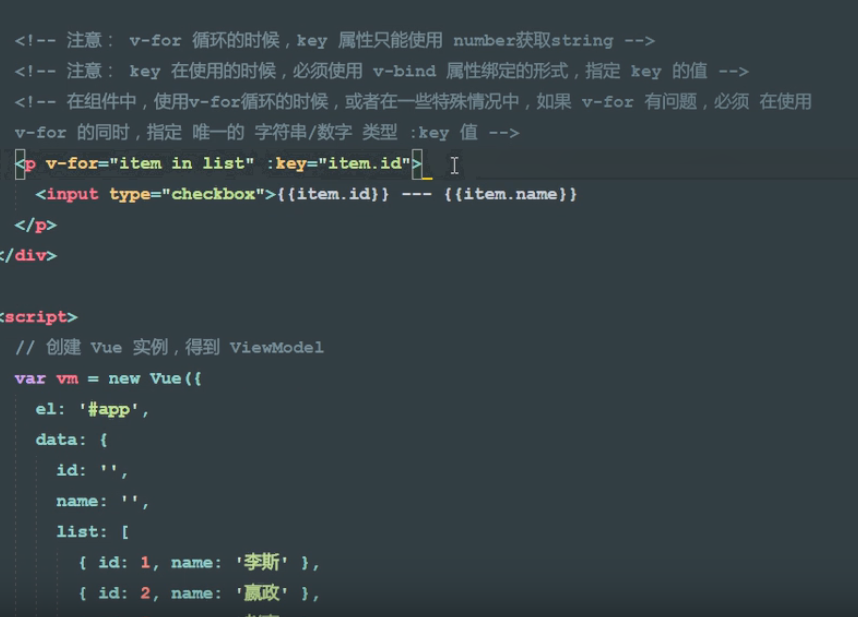 <!-- 注意： v-for 循环的时候，key 属性只能使用 number获取string -->
<!-- 注意： key 在使用的时候，必须使用 v-bind 属性绑定的形式，指定 key 的值 -->
<!-- 在组件中，使用v-for循环的时候，或者在一些特殊情况中，如果 v-for 有问题，必须 在使用
v-for 的同时，指定 唯一的 字符串/数字 类型 :key 值 -->
<p v-for="item in list" :key="item.id">
<input type="checkbox">{{item.id}} --- {{item.name}}
</p>
</div>
<script>
// 创建 Vue 实例，得到 ViewModel
var vm = new Vue({
el: '#app',
data: {
id: '',
name: '',
list: [
{ id: 1, name: '李斯' },
{ id: 2, name: '嬴政' },